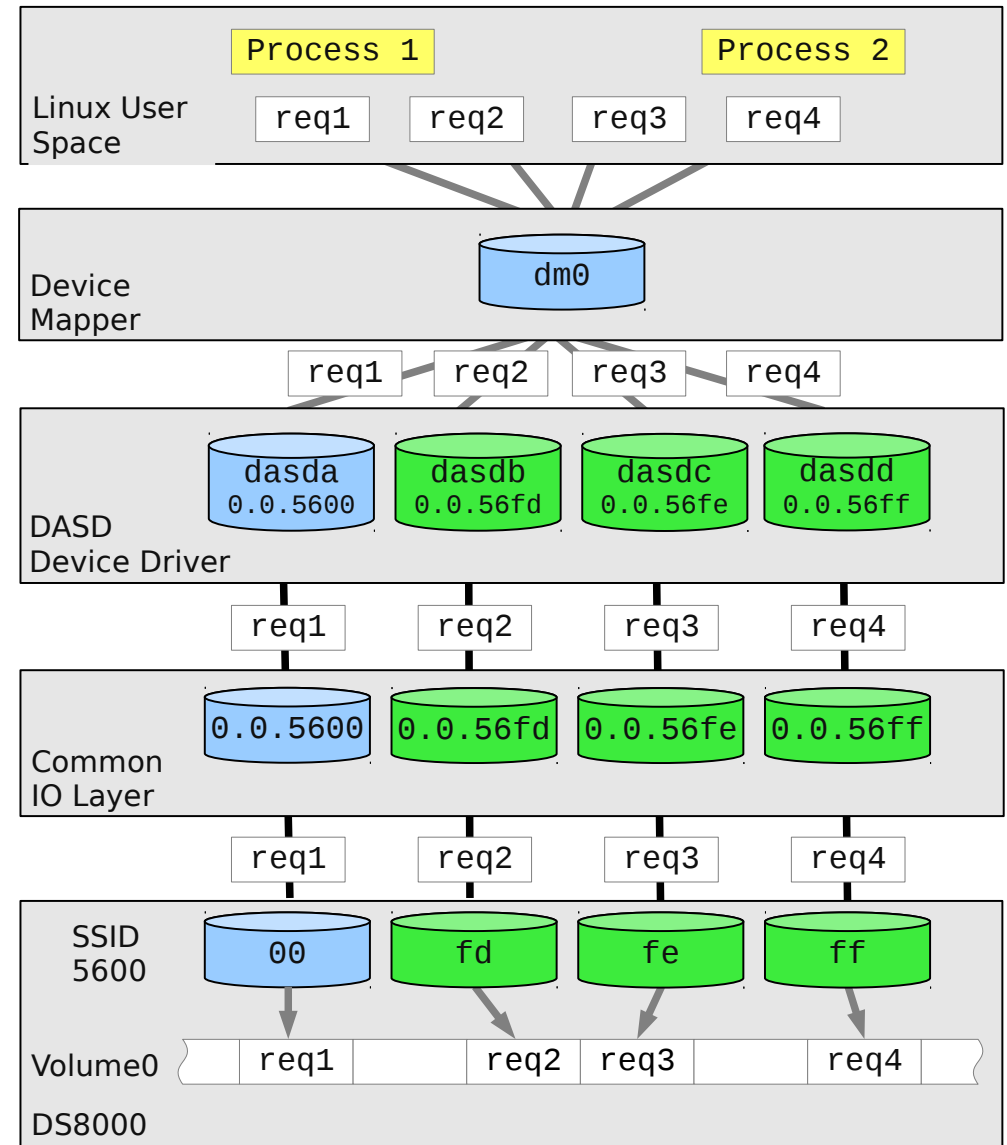 Process 1
Process 2
Linux User
Space
req1
req2
req3
req4
dm0
Device
Mapper
req1
req2
req3
req4
dasda
0.0.5600
dasdb
0.0.56fd
dasdc
0.0.56fe
dasdd
0.0.56ff
DASD
Device Driver
req1
req2
req3
req4
0.0.5600
0.0.56fd
0.0.56fe
0.0.56ff
Common
IO Layer
req1
req2
req3
req4
SSID
5600
00
fd
fe
ff
Volume0
req1
req2
req3
req4
DS8000